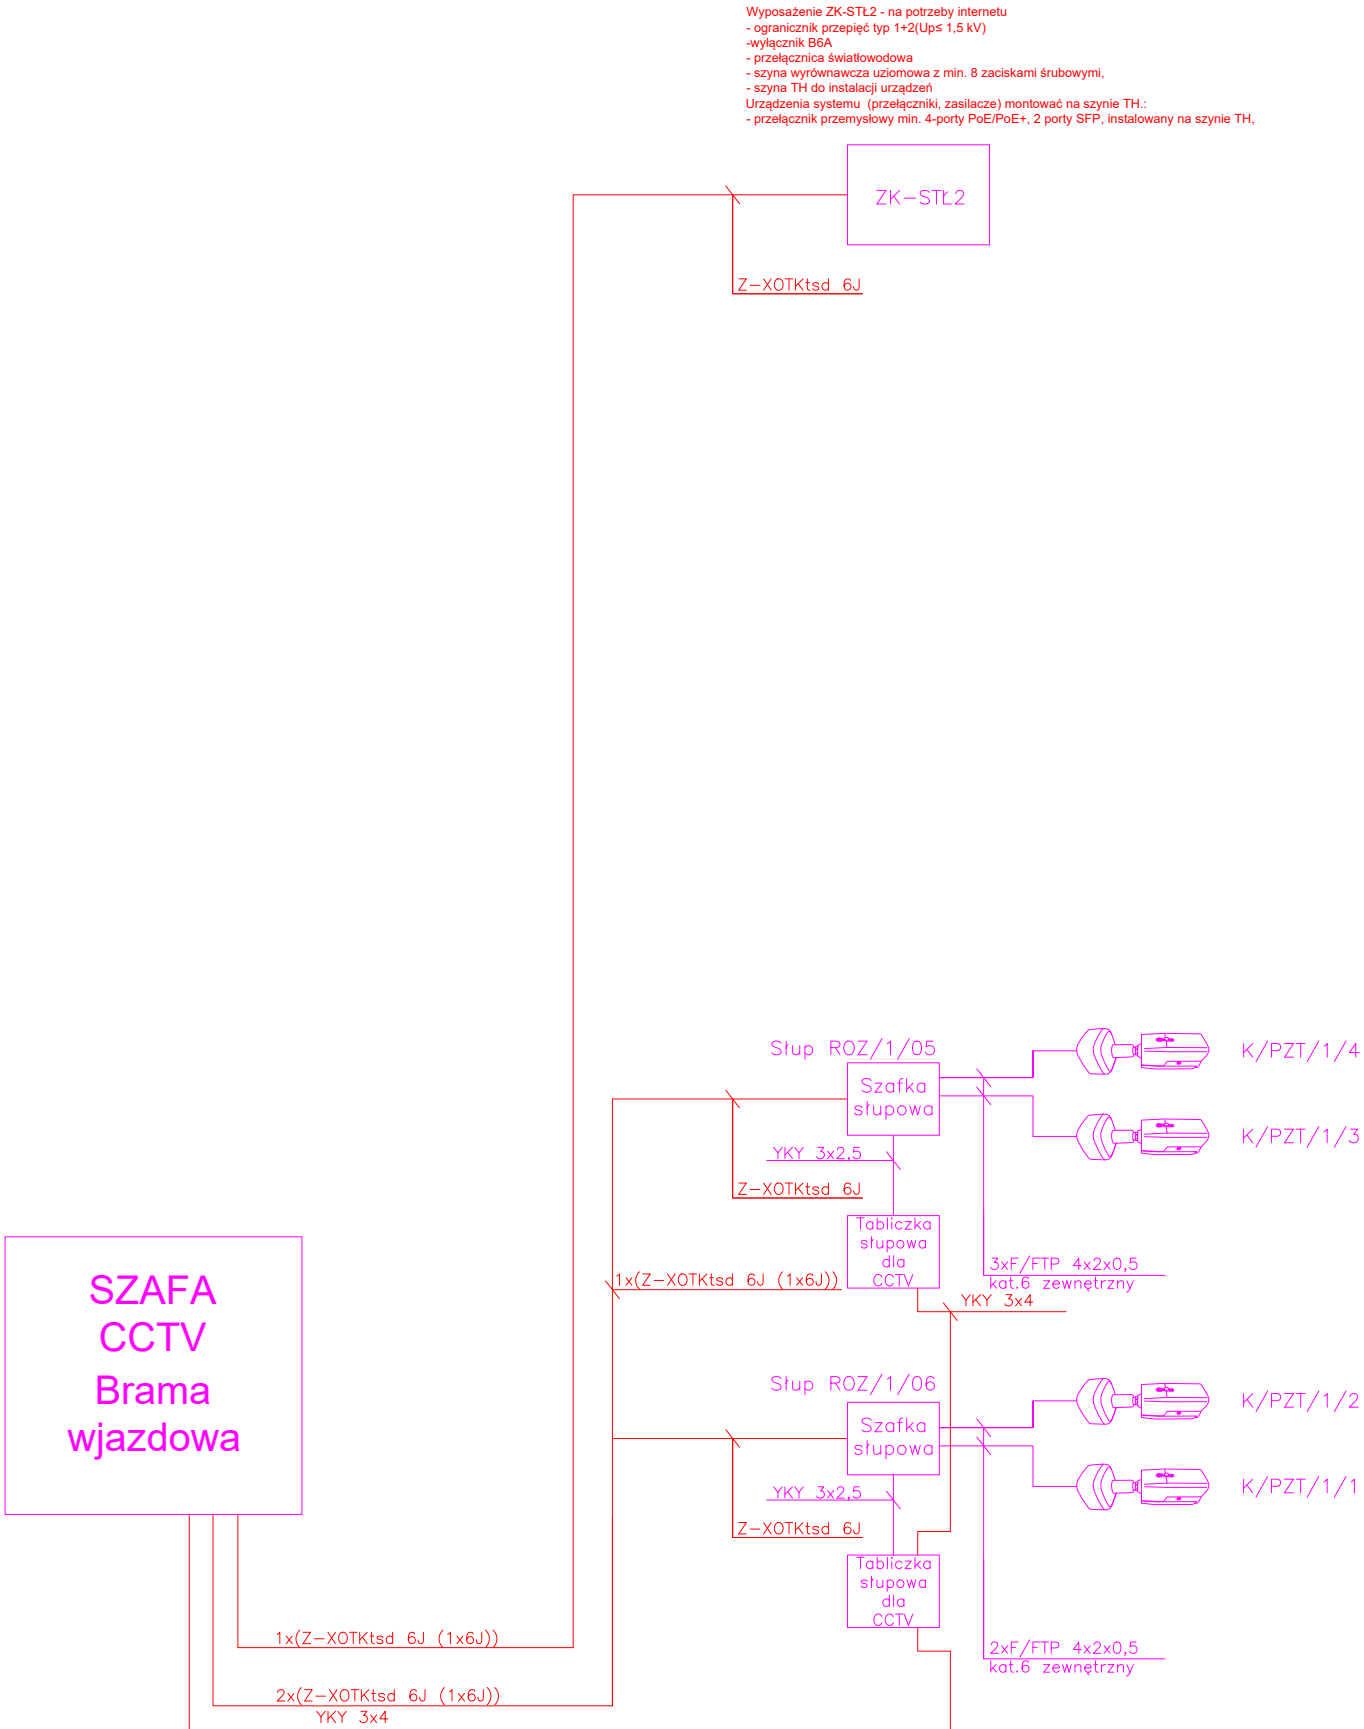 Wyposażenie ZK-STŁ2 - na potrzeby internetu
- ogranicznik przepięć typ 1+2(Up≤ 1,5 kV)
-wyłącznik B6A
- przełącznica światłowodowa
- szyna wyrównawcza uziomowa z min. 8 zaciskami śrubowymi,
- szyna TH do instalacji urządzeń
Urządzenia systemu (przełączniki, zasilacze) montować na szynie TH.:
- przełącznik przemysłowy min. 4-porty PoE/PoE+, 2 porty SFP, instalowany na szynie TH,
ZK-STŁ2
Z-XOTKtsd 6J
Słup ROZ/1/05
Szafka
słupowa
K/PZT/1/4
K/PZT/1/3
YKY 3x2,5
Z-XOTKtsd 6J
Tabliczka
słupowa
dla
CCTV
3xF/FTP 4x2x0,5
kat.6 zewnętrzny
1x(Z-XOTKtsd 6J (1x6J))
YKY 3x4
SZAFA
CCTV
Brama
wjazdowa
Słup ROZ/1/06
Szafka
słupowa
K/PZT/1/2
K/PZT/1/1
YKY 3x2,5
Z-XOTKtsd 6J
Tabliczka
słupowa
dla
CCTV
2xF/FTP 4x2x0,5
kat.6 zewnętrzny
1x(Z-XOTKtsd 6J (1x6J))
2x(Z-XOTKtsd 6J (1x6J))
YKY 3x4